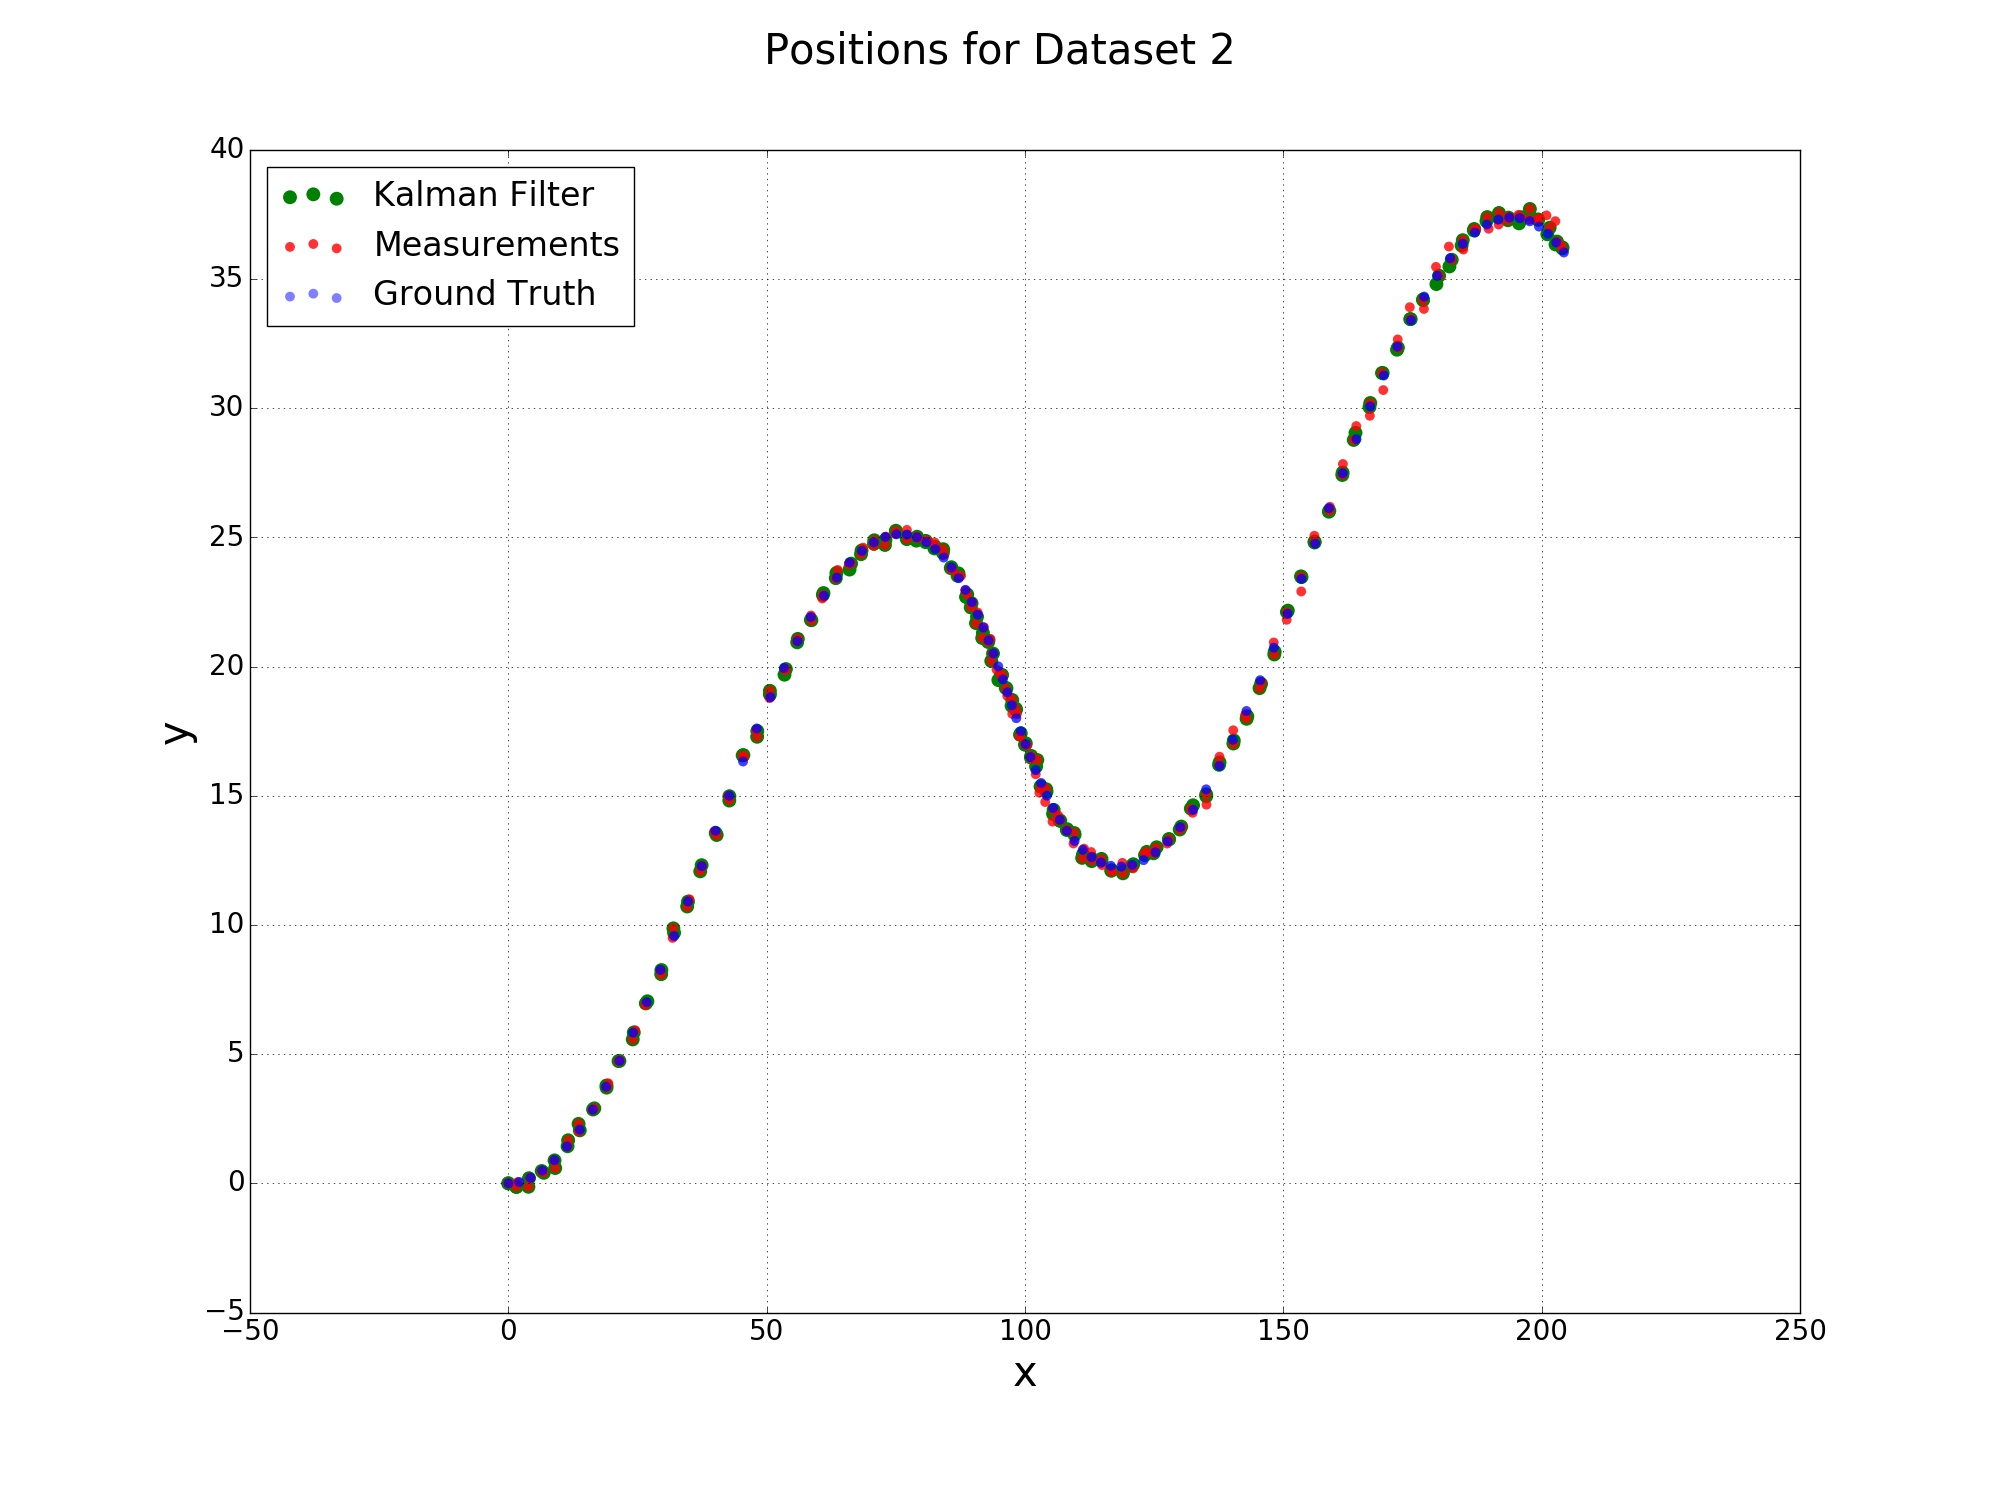 Positions for Dataset 2
40
35
30
25
20
15
10
5
0
−5
Kalman Filter
Measurements
Ground Truth
y
−50 0 50 100 150 200 250
x